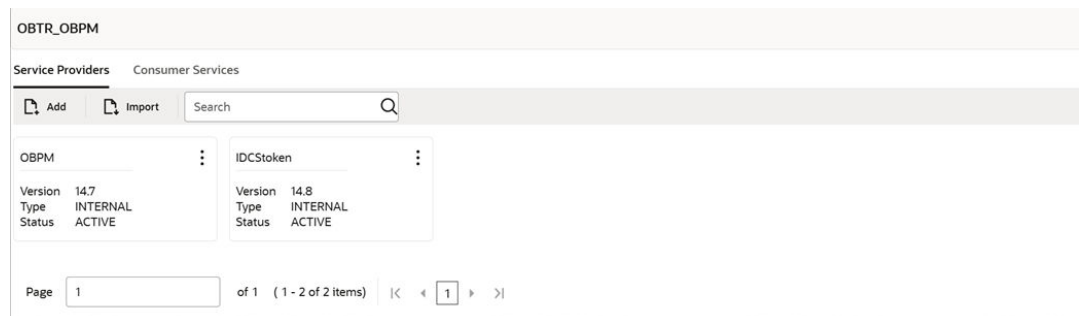 OBTR_OBPM
Service Providers Consumer Services
Add Import Search
OBPM IDCStoken
Version 14.7 Version 14.8
Type INTERNAL Type INTERNAL
Status ACTIVE Status ACTIVE
Page 1 of 1 ( 1 - 2 of 2 items) 1